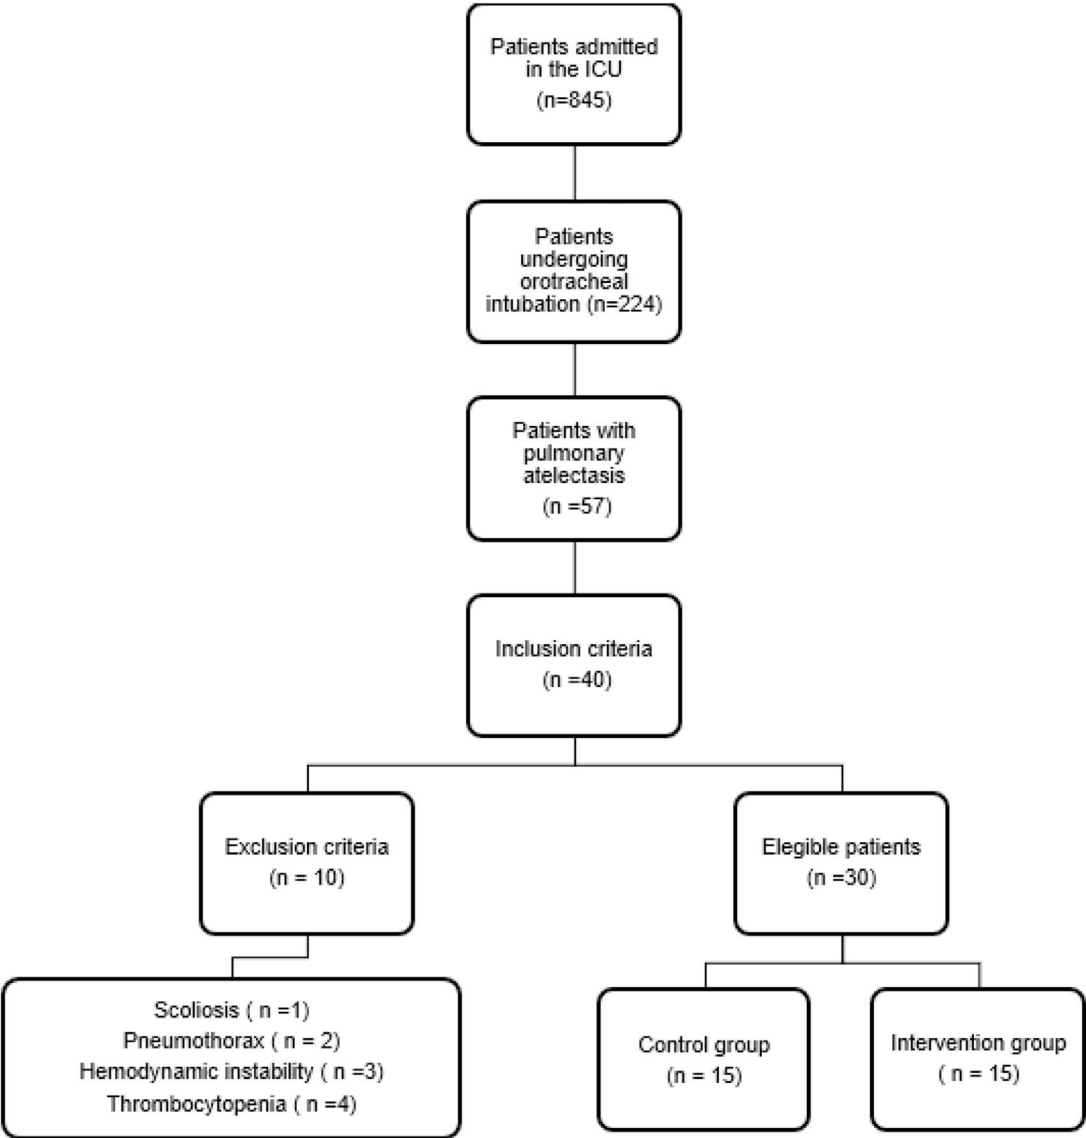 Patients admitted
in the ICU
(n=845)
Patients
undergoing
orotracheal
intubation (n=224)
Patients with
pulmonary
atelectasis
(n =57)
Inclusion criteria
(n =40)
Exclusion criteria
(n = 10)
Elegible patients
(n =30)
Scoliosis ( n =1)
Pneumothorax ( n = 2)
Hemodynamic instability ( n =3)
Thrombocytopenia ( n =4)
Control group
(n = 15)
Intervention group
( n = 15)